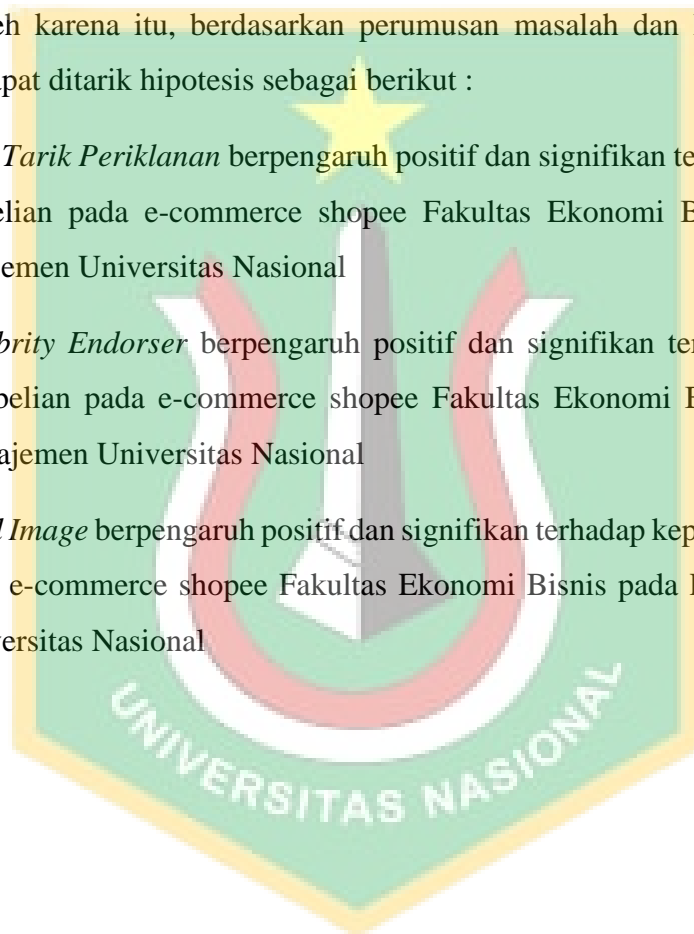 eh karena itu, berdasarkan perumusan masalah dan
pat ditarik hipotesis sebagai berikut :
Tarik Periklanan berpengaruh positif dan signifikan te
elian pada e-commerce shopee Fakultas Ekonomi B
emen Universitas Nasional
brity Endorser berpengaruh positif dan signifikan ter
belian pada e-commerce shopee Fakultas Ekonomi B
ajemen Universitas Nasional
Image berpengaruh positif dan signifikan terhadap kep
e-commerce shopee Fakultas Ekonomi Bisnis pada
ersitas Nasional
UNIVERSITAS NASIONAL